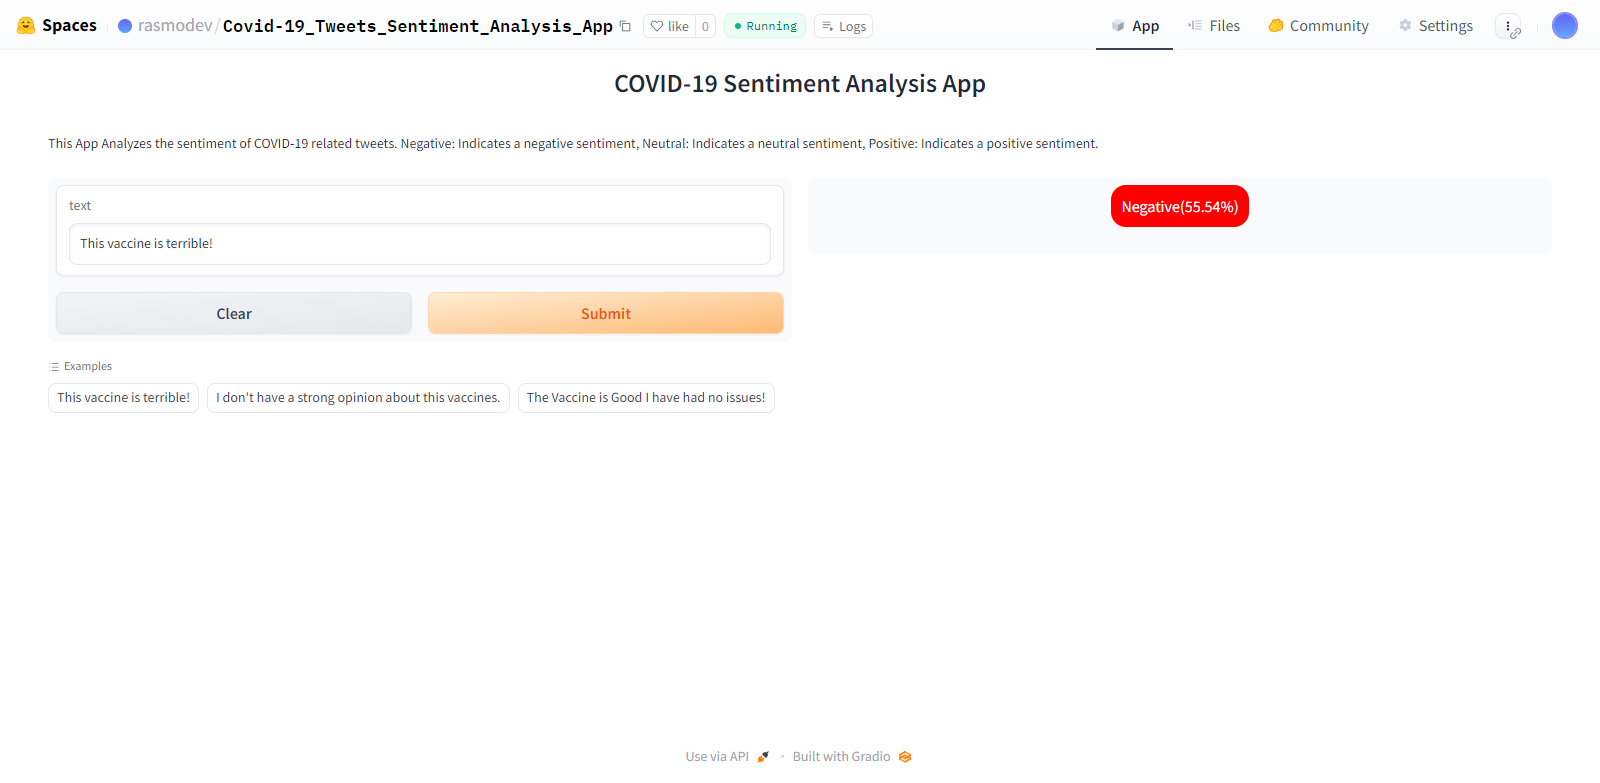 Spaces rasmodev/Covid-19_Tweets_Sentiment_Analysis_App like 0 Running Logs App Files Community Settings
COVID-19 Sentiment Analysis App
This App Analyzes the sentiment of COVID-19 related tweets. Negative: Indicates a negative sentiment, Neutral: Indicates a neutral sentiment, Positive: Indicates a positive sentiment.
text
This vaccine is terrible!
Negative(55.54%)
Clear Submit
Examples
This vaccine is terrible! I don't have a strong opinion about this vaccines. The Vaccine is Good I have had no issues!
Use via API · Built with Gradio